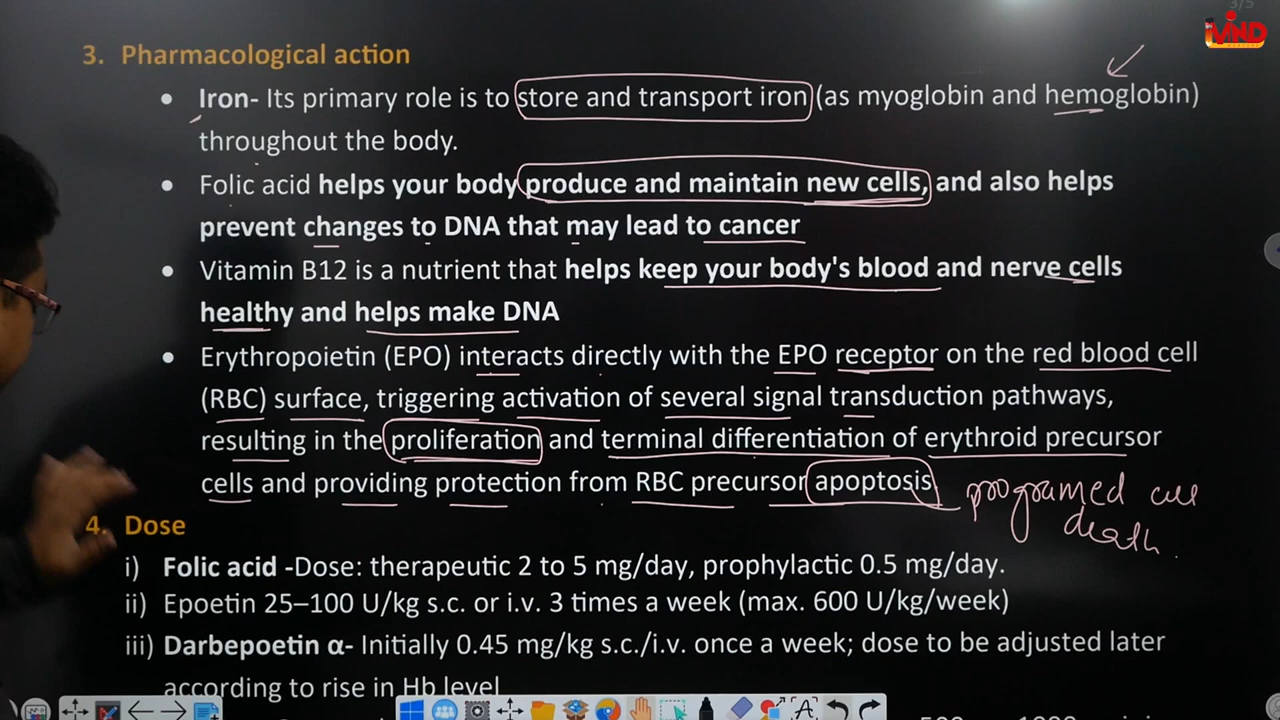 3/5
iMIND
3. Pharmacological action
• Iron- Its primary role is to store and transport iron (as myoglobin and hemoglobin)
throughout the body.
• Folic acid helps your body produce and maintain new cells, and also helps
prevent changes to DNA that may lead to cancer
• Vitamin B12 is a nutrient that helps keep your body's blood and nerve cells
healthy and helps make DNA
• Erythropoietin (EPO) interacts directly with the EPO receptor on the red blood cell
(RBC) surface, triggering activation of several signal transduction pathways,
resulting in the proliferation and terminal differentiation of erythroid precursor
cells and providing protection from RBC precursor apoptosis
programed cell
death.
4. Dose
i) Folic acid -Dose: therapeutic 2 to 5 mg/day, prophylactic 0.5 mg/day.
ii) Epoetin 25–100 U/kg s.c. or i.v. 3 times a week (max. 600 U/kg/week)
iii) Darbepoetin α- Initially 0.45 mg/kg s.c./i.v. once a week; dose to be adjusted later
according to rise in Hb level